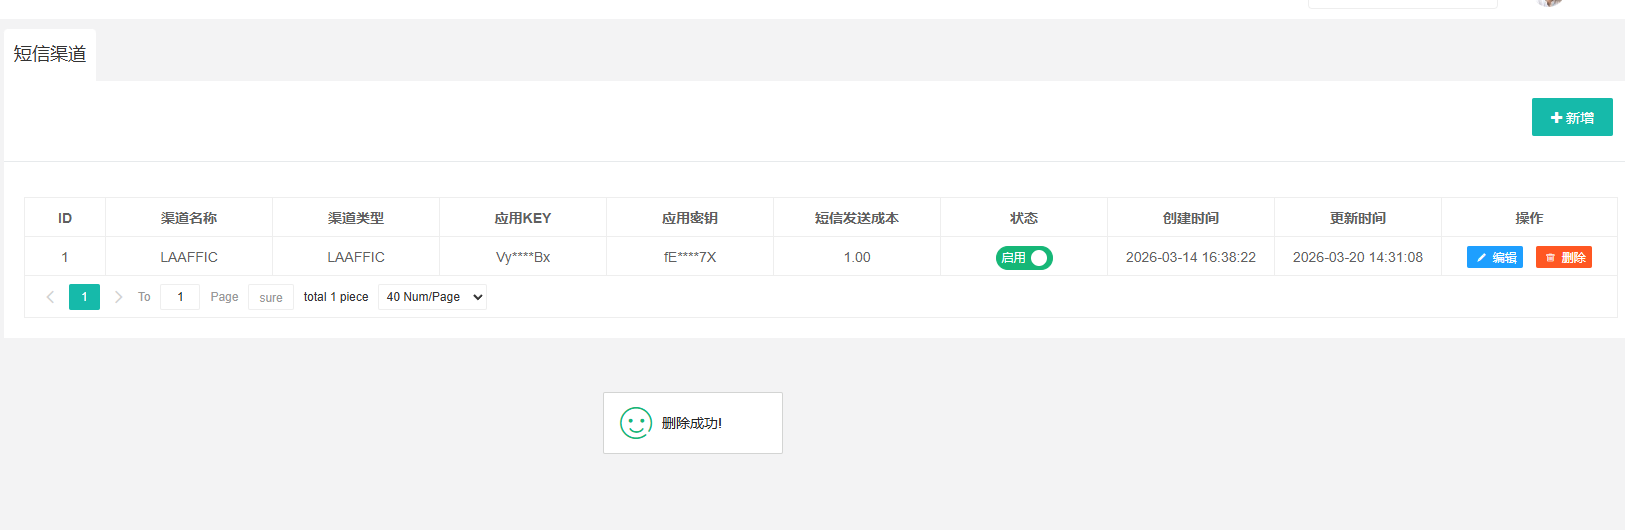 短信渠道
新增
ID 渠道名称 渠道类型 应用KEY 应用密钥 短信发送成本 状态 创建时间 更新时间 操作
1 LAAFFIC LAAFFIC Vy****Bx fE****7X 1.00 启用 2026-03-14 16:38:22 2026-03-20 14:31:08 编辑 删除
1 To 1 Page sure total 1 piece 40 Num/Page
删除成功!